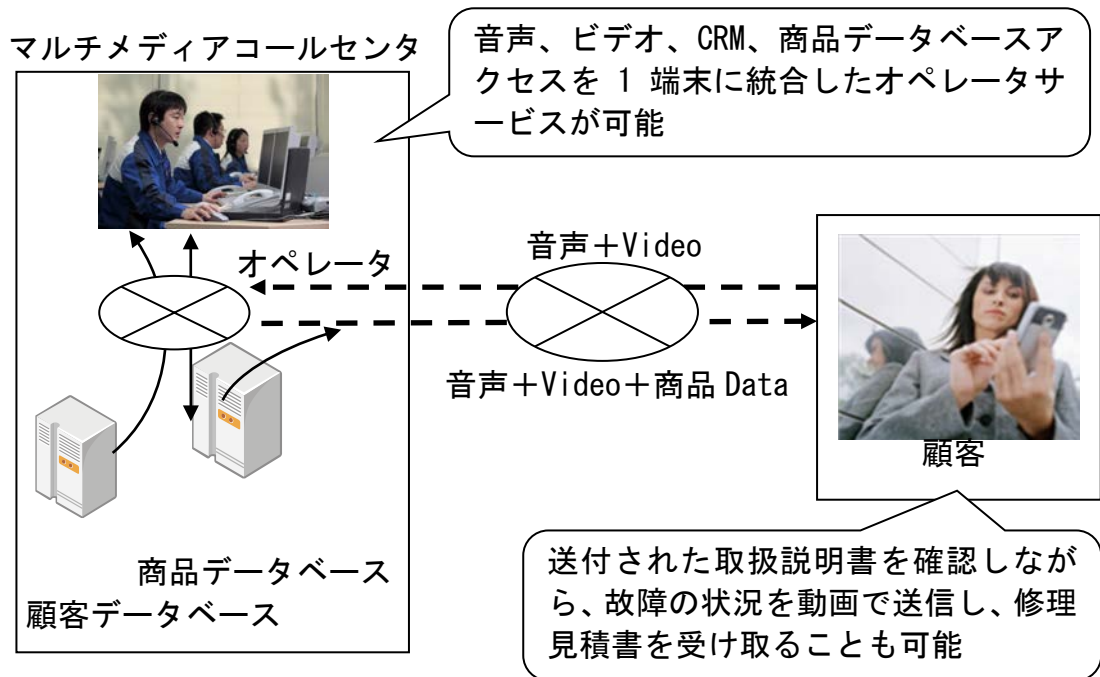 マルチメディアコールセンタ
音声、ビデオ、CRM、商品データベースア
クセスを 1 端末に統合したオペレータサ
ービスが可能
オペレータ
音声＋Video
音声＋Video＋商品 Data
顧客
商品データベース
顧客データベース
送付された取扱説明書を確認しなが
ら、故障の状況を動画で送信し、修理
見積書を受け取ることも可能